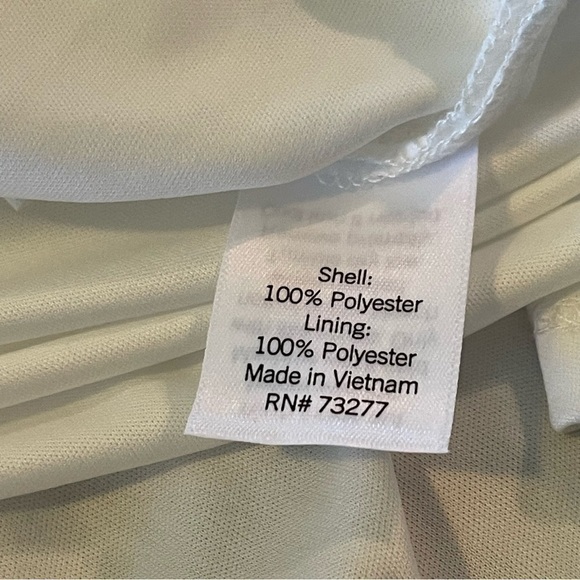 Shell:
100% Polyester
Lining:
100% Polyester
Made in Vietnam
RN# 73277